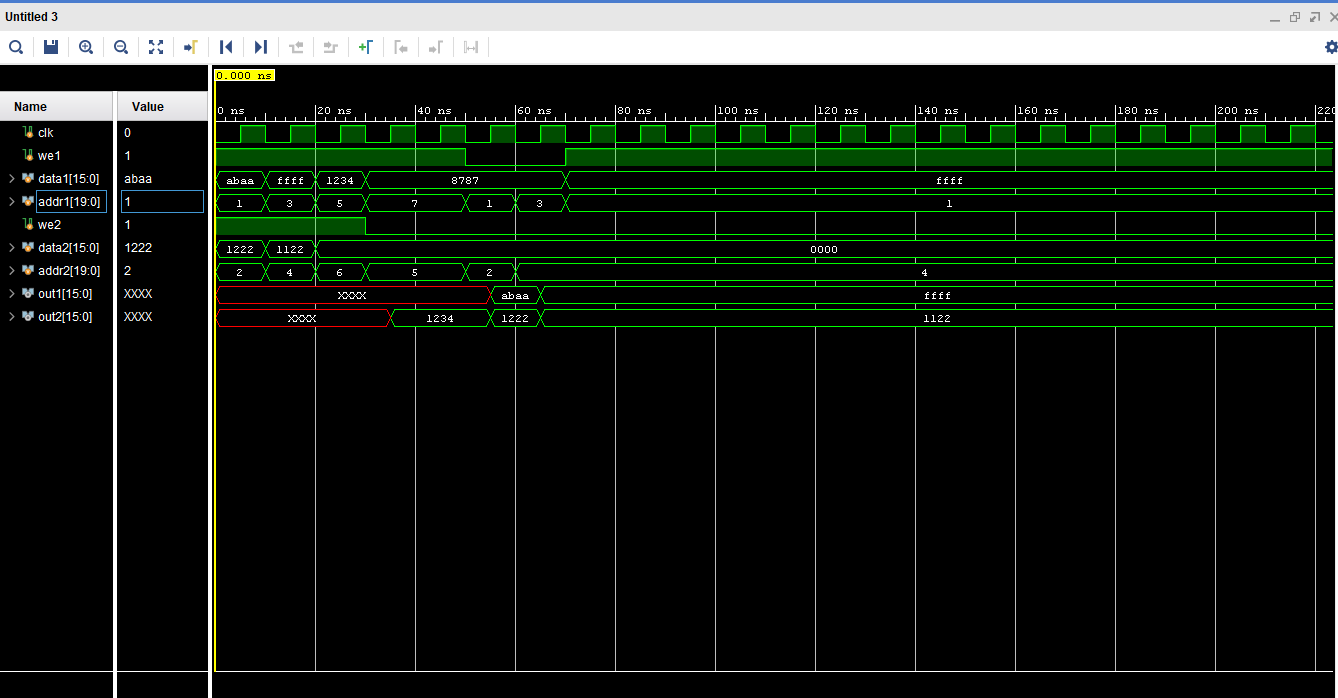 Untitled 3
0.000 ns
Name Value
0 ns 20 ns 40 ns 60 ns 80 ns 100 ns 120 ns 140 ns 160 ns 180 ns 200 ns 220
clk 0
we1 1
data1[15:0] abaa abaa ffff 1234 8787 ffff
addr1[19:0] 1 1 3 5 7 1 3 1
we2 1
data2[15:0] 1222 1222 1122 0000
addr2[19:0] 2 2 4 6 5 2 4
out1[15:0] XXXX XXXX abaa ffff
out2[15:0] XXXX XXXX 1234 1222 1122